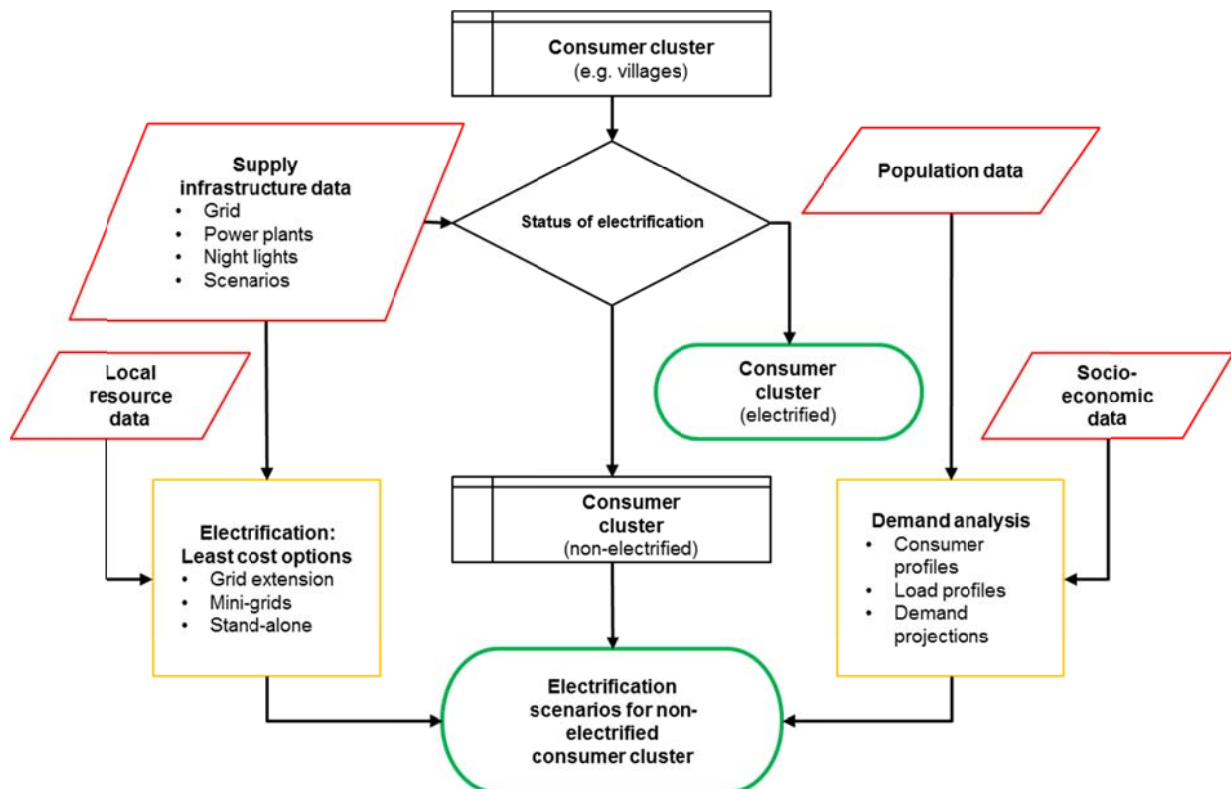 Consumer cluster
(e.g. villages)
Supply
infrastructure data
• Grid
• Power plants
• Night lights
• Scenarios
Status of electrification
Population data
Local
resource
data
Consumer
cluster
(electrified)
Socio-
economic
data
Electrification:
Least cost options
• Grid extension
• Mini-grids
• Stand-alone
Consumer
cluster
(non-electrified)
Demand analysis
• Consumer
profiles
• Load profiles
• Demand
projections
Electrification
scenarios for non-
electrified
consumer cluster